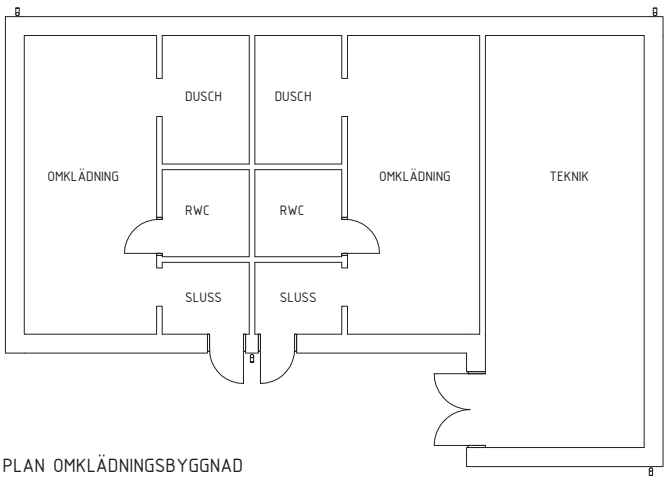 DUSCH DUSCH
OMKLÄDNING OMKLÄDNING TEKNIK
RWC RWC
SLUSS SLUSS
PLAN OMKLÄDNINGSBYGGNAD